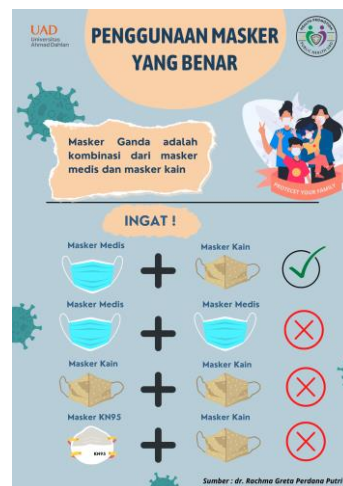 UAD
Universitas
Ahmad Dahlan
PENGGUNAAN MASKER
YANG BENAR
Masker Ganda adalah
kombinasi dari masker
medis dan masker kain
PROTECT YOUR FAMILY
INGAT !
Masker Medis
Masker Kain
Masker Medis
Masker Medis
Masker Kain
Masker Kain
Masker KN95
Masker Kain
KN95
Sumber : dr. Rachma Greta Perdana Putri